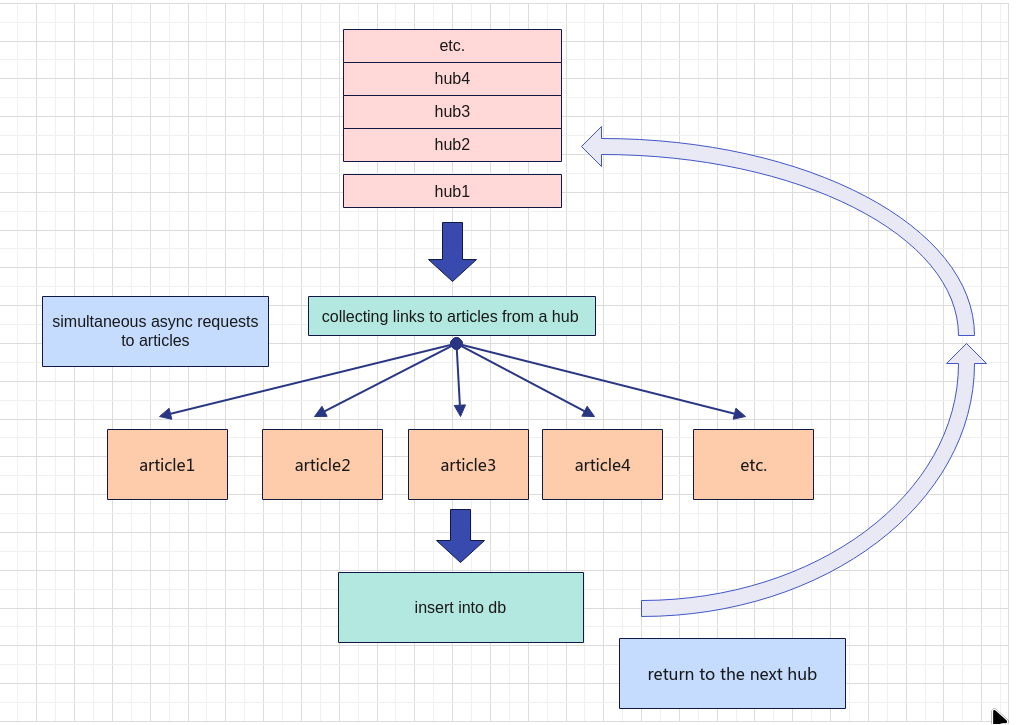 etc.
hub4
hub3
hub2
hub1
simultaneous async requests
to articles
collecting links to articles from a hub
article1
article2
article3
article4
etc.
insert into db
return to the next hub